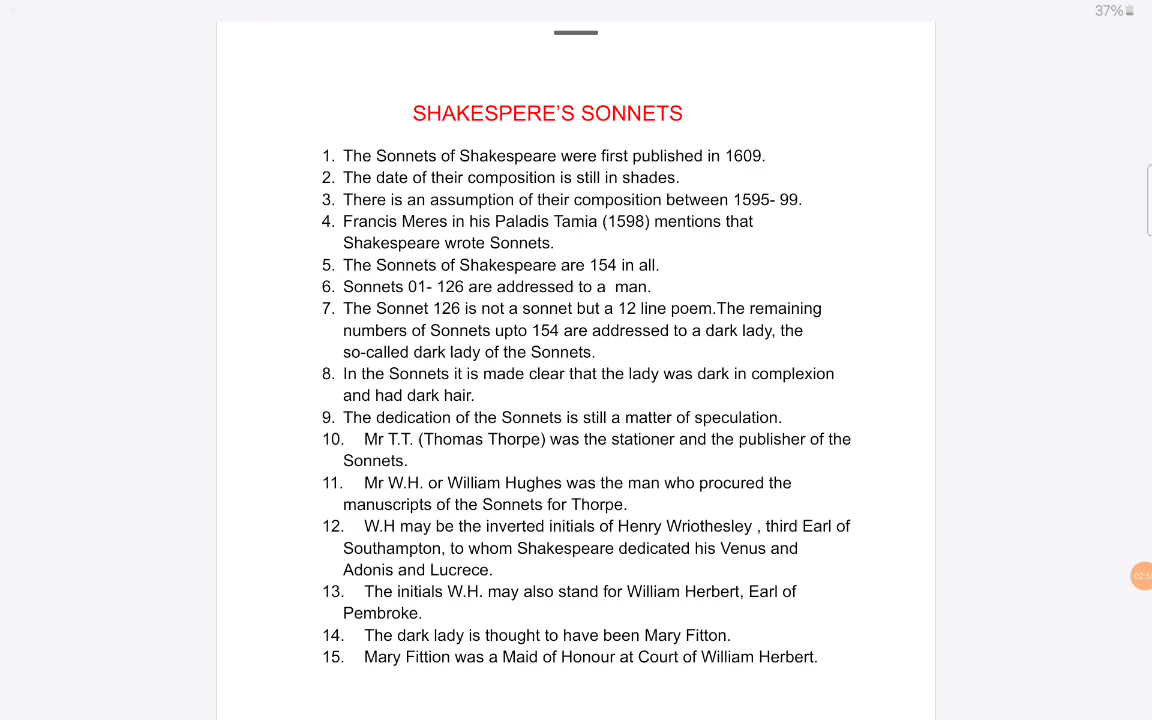 37%
SHAKESPERE'S SONNETS
1. The Sonnets of Shakespeare were first published in 1609.
2. The date of their composition is still in shades.
3. There is an assumption of their composition between 1595- 99.
4. Francis Meres in his Paladis Tamia (1598) mentions that
Shakespeare wrote Sonnets.
5. The Sonnets of Shakespeare are 154 in all.
6. Sonnets 01- 126 are addressed to a  man.
7. The Sonnet 126 is not a sonnet but a 12 line poem.The remaining
numbers of Sonnets upto 154 are addressed to a dark lady, the
so-called dark lady of the Sonnets.
8. In the Sonnets it is made clear that the lady was dark in complexion
and had dark hair.
9. The dedication of the Sonnets is still a matter of speculation.
10. Mr T.T. (Thomas Thorpe) was the stationer and the publisher of the
Sonnets.
11. Mr W.H. or William Hughes was the man who procured the
manuscripts of the Sonnets for Thorpe.
12. W.H may be the inverted initials of Henry Wriothesley , third Earl of
Southampton, to whom Shakespeare dedicated his Venus and
Adonis and Lucrece.
13. The initials W.H. may also stand for William Herbert, Earl of
Pembroke.
14. The dark lady is thought to have been Mary Fitton.
15. Mary Fittion was a Maid of Honour at Court of William Herbert.